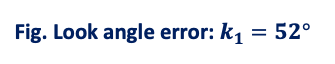 Fig. Look angle error: k₁ = 52°